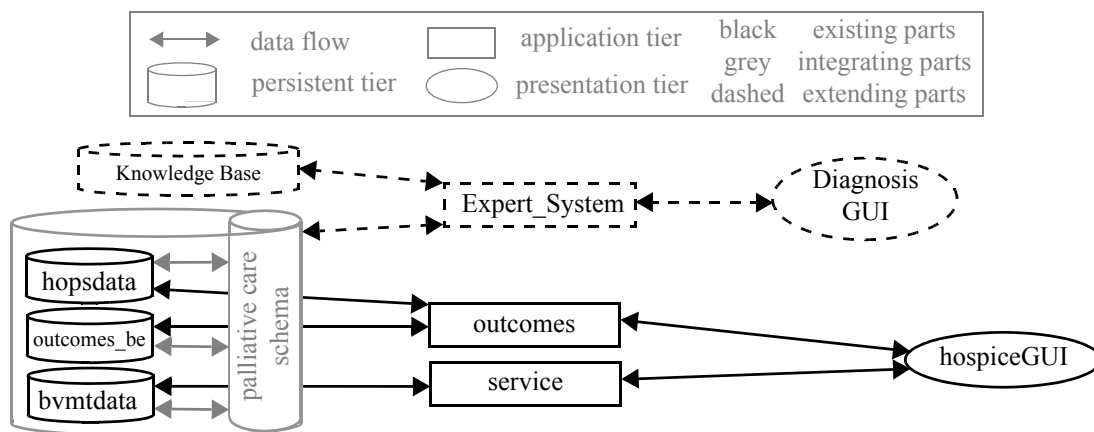 data flow
application tier
black
existing parts
grey
integrating parts
persistent tier
presentation tier
dashed
extending parts
Knowledge Base
Expert_System
Diagnosis
GUI
hopsdata
outcomes_be
bvmtdata
palliative care
schema
outcomes
service
hospiceGUI